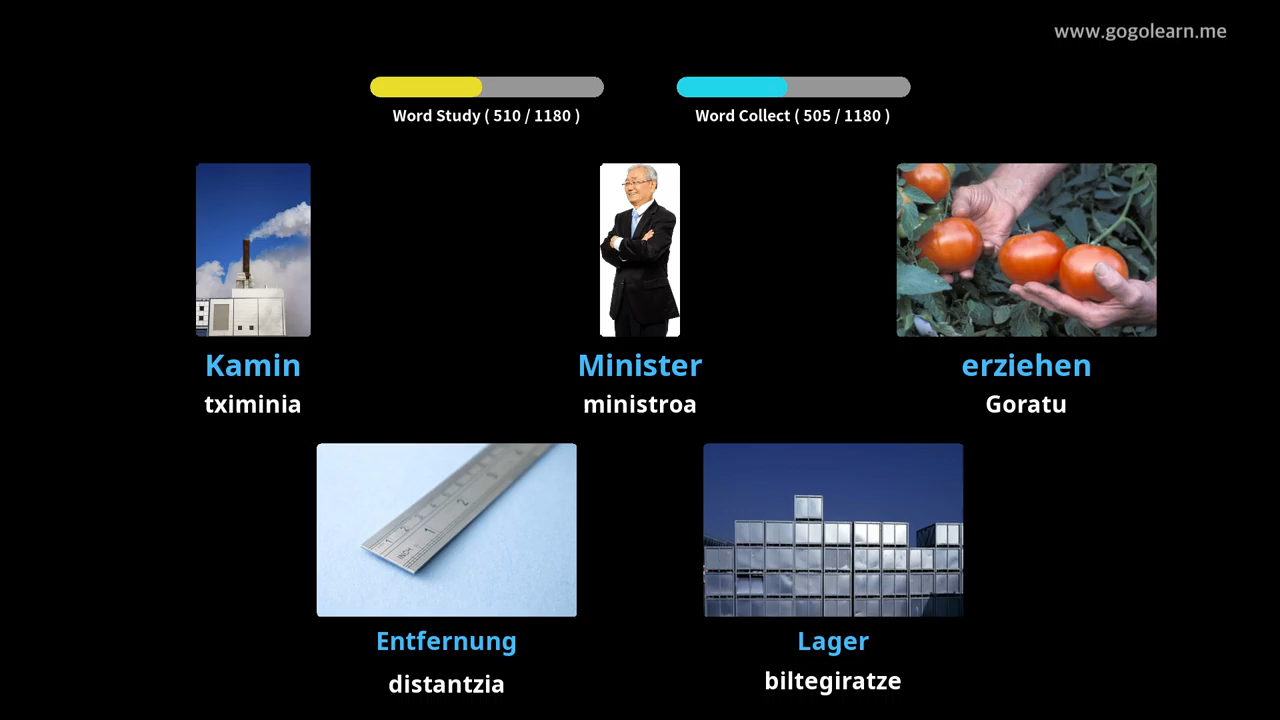 www.gogolearn.me
Word Study ( 510 / 1180 )
Word Collect ( 505 / 1180 )
Kamin
tximinia
Minister
ministroa
erziehen
Goratu
Entfernung
distantzia
Lager
biltegiratze